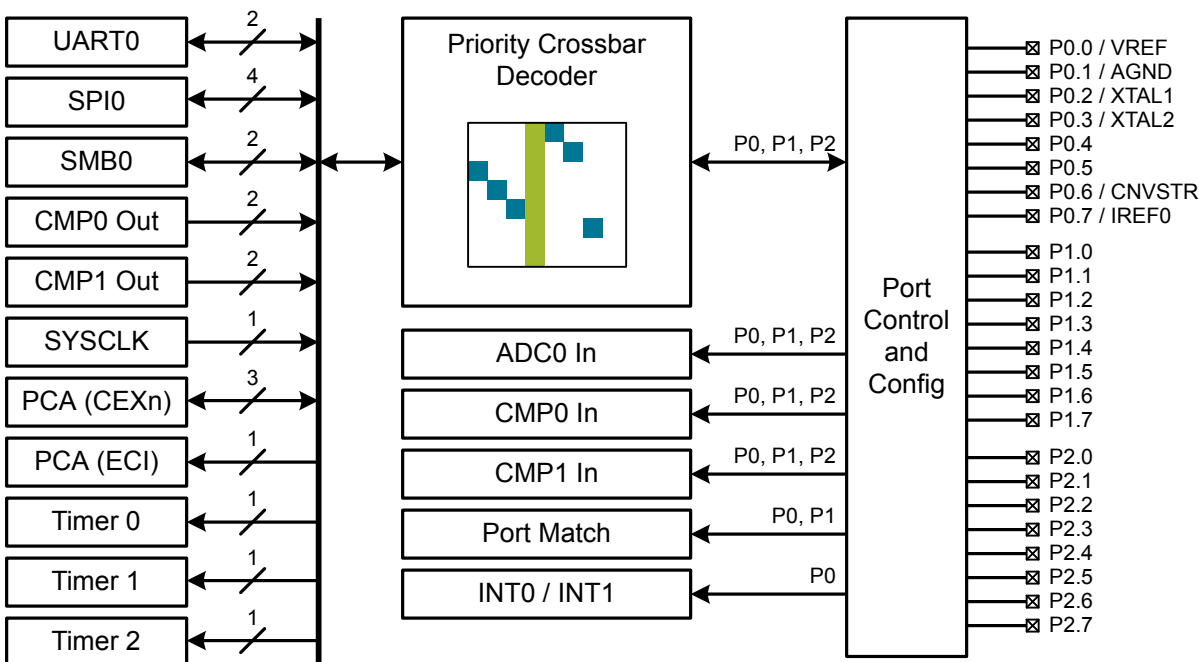 UART0
2
SPI0
4
SMB0
2
CMP0 Out
2
CMP1 Out
2
SYSCLK
1
PCA (CEXn)
3
PCA (ECI)
1
Timer 0
1
Timer 1
1
Timer 2
1
Priority Crossbar
Decoder
P0, P1, P2
ADC0 In
P0, P1, P2
CMP0 In
P0, P1, P2
CMP1 In
P0, P1, P2
Port Match
P0, P1
INT0 / INT1
P0
Port
Control
and
Config
P0.0 / VREF
P0.1 / AGND
P0.2 / XTAL1
P0.3 / XTAL2
P0.4
P0.5
P0.6 / CNVSTR
P0.7 / IREF0
P1.0
P1.1
P1.2
P1.3
P1.4
P1.5
P1.6
P1.7
P2.0
P2.1
P2.2
P2.3
P2.4
P2.5
P2.6
P2.7